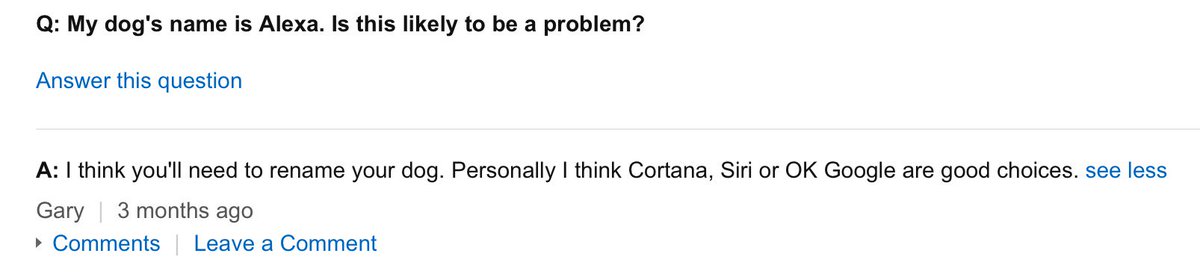 Q: My dog's name is Alexa. Is this likely to be a problem?
Answer this question
A: I think you'll need to rename your dog. Personally I think Cortana, Siri or OK Google are good choices. see less
Gary | 3 months ago
Comments | Leave a Comment